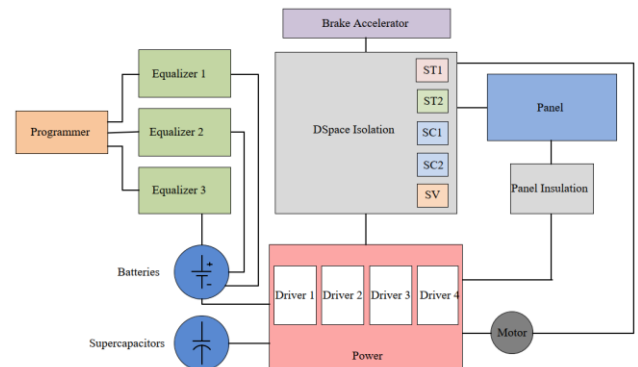 Brake Accelerator
Equalizer 1
ST1
ST2
Programmer
Equalizer 2
DSpace Isolation
SC1
Panel
SC2
Equalizer 3
SV
Panel Insulation
Batteries
+
-
Driver 1 Driver 2 Driver 3 Driver 4
Supercapacitors
Motor
Power